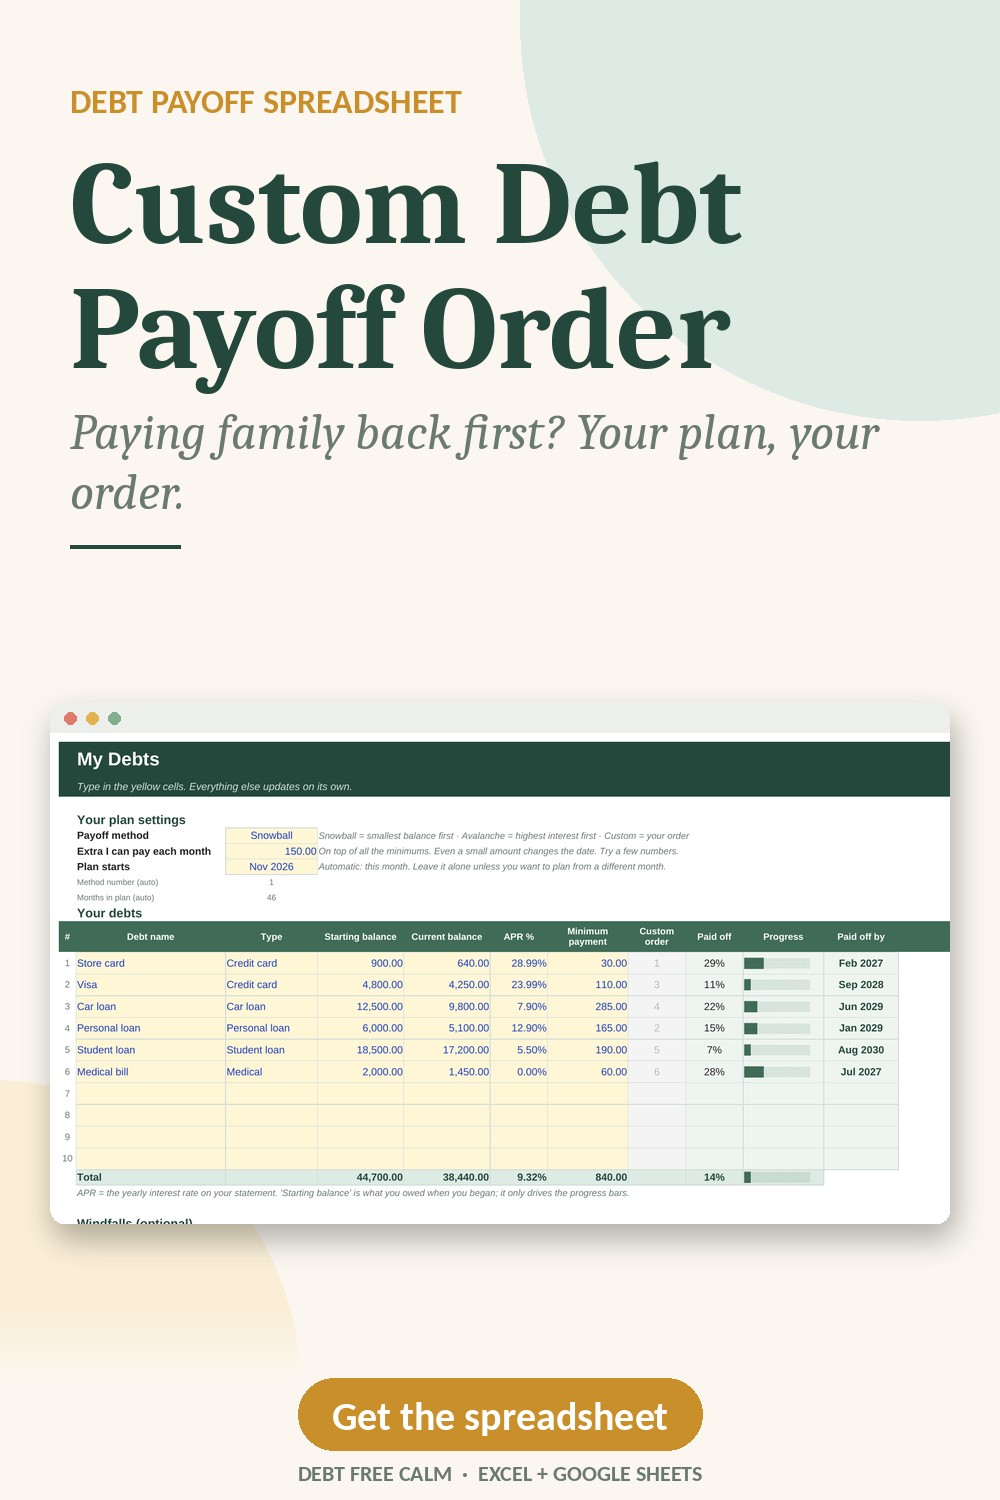 DEBT PAYOFF SPREADSHEET
Custom Debt
Payoff Order
Paying family back first? Your plan, your
order.
My Debts
Type in the yellow cells. Everything else updates on its own.
Your plan settings
Payoff method Snowball Snowball = smallest balance first · Avalanche = highest interest first · Custom = your order
Extra I can pay each month 150.00 On top of all the minimums. Even a small amount changes the date. Try a few numbers.
Plan starts Nov 2026 Automatic: this month. Leave it alone unless you want to plan from a different month.
Method number (auto) 1
Months in plan (auto) 46
Your debts
# Debt name Type Starting balance Current balance APR % Minimum payment Custom order Paid off Progress Paid off by
1 Store card Credit card 900.00 640.00 28.99% 30.00 1 29% Feb 2027
2 Visa Credit card 4,800.00 4,250.00 23.99% 110.00 3 11% Sep 2028
3 Car loan Car loan 12,500.00 9,800.00 7.90% 285.00 4 22% Jun 2029
4 Personal loan Personal loan 6,000.00 5,100.00 12.90% 165.00 2 15% Jan 2029
5 Student loan Student loan 18,500.00 17,200.00 5.50% 190.00 5 7% Aug 2030
6 Medical bill Medical 2,000.00 1,450.00 0.00% 60.00 6 28% Jul 2027
7
8
9
10
Total 44,700.00 38,440.00 9.32% 840.00 14%
APR = the yearly interest rate on your statement. 'Starting balance' is what you owed when you began; it only drives the progress bars.
Windfalls (optional)
Get the spreadsheet
DEBT FREE CALM · EXCEL + GOOGLE SHEETS